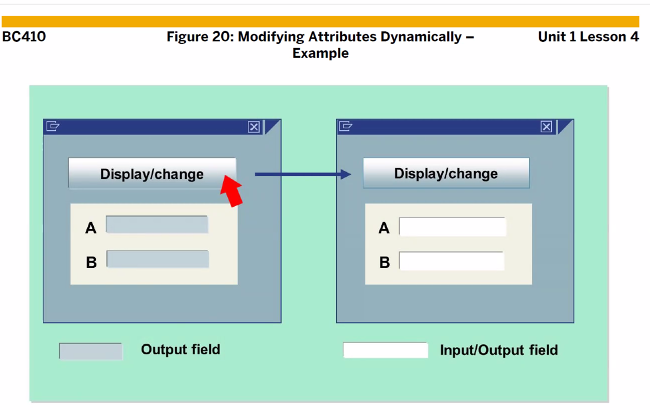 BC410
Figure 20: Modifying Attributes Dynamically –
Example
Unit 1 Lesson 4
Display/change
Display/change
A
B
A
B
Output field
Input/Output field